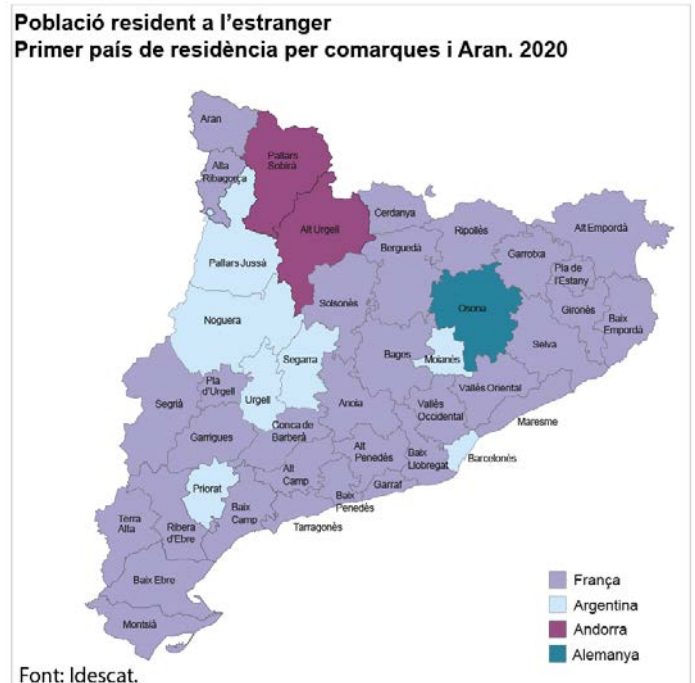 Població resident a l’estranger
Primer país de residència per comarques i Aran. 2020
Aran
Alta
Ribagorça
Pallars
Sobirà
Alt Urgell
Cerdanya
Ripollès
Alt Empordà
Berguedà
Garrotxa
Pla de
l'Estany
Pallars Jussà
Solsonès
Osona
Gironès
Baix
Empordà
Noguera
Segarra
Bages
Moianès
Selva
Segrià
Pla
d'Urgell
Urgell
Anoia
Vallès Oriental
Vallès
Occidental
Maresme
Garrigues
Conca de
Barberà
Alt
Penedès
Baix
Llobregat
Barcelonès
Alt
Camp
Garraf
Priorat
Baix
Camp
Baix
Penedès
Tarragonès
Terra
Alta
Ribera
d'Ebre
Baix Ebre
Montsià
França
Argentina
Andorra
Alemanya
Font: Idescat.